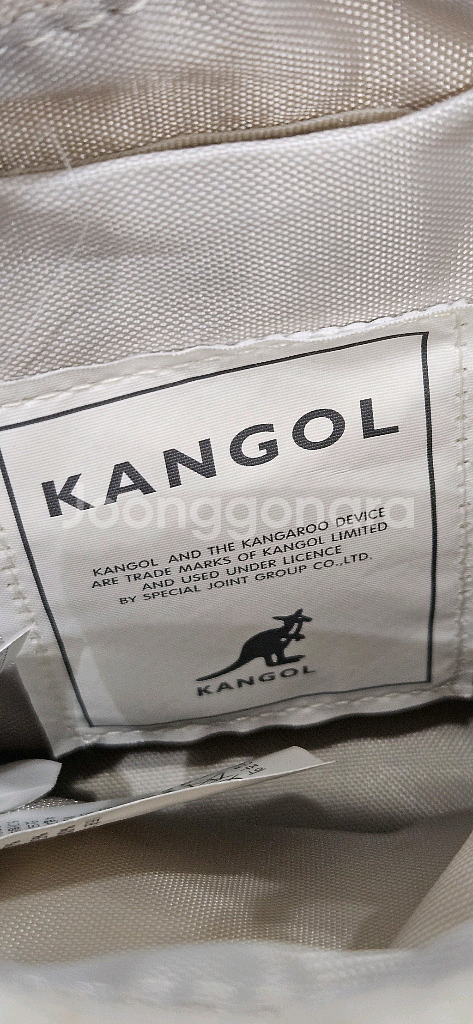 KANGOL
joonggonara
KANGOL AND THE KANGAROO DEVICE
ARE TRADE MARKS OF KANGOL LIMITED
AND USED UNDER LICENCE
BY SPECIAL JOINT GROUP CO.,LTD.
KANGOL